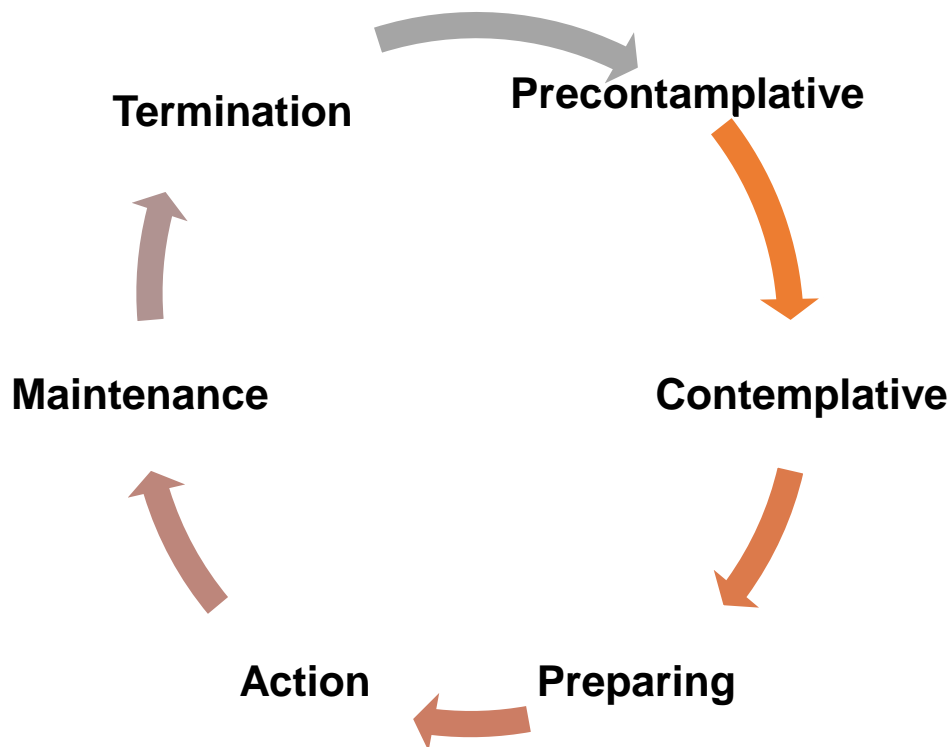 Termination
Precontamplative
Maintenance
Contemplative
Action
Preparing